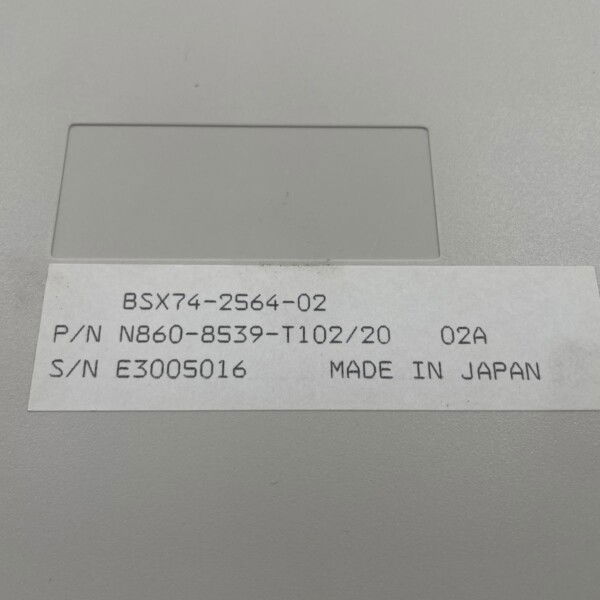 BSX74-2564-02
P/N N860-8539-T102/20 02A
S/N E3005016 MADE IN JAPAN